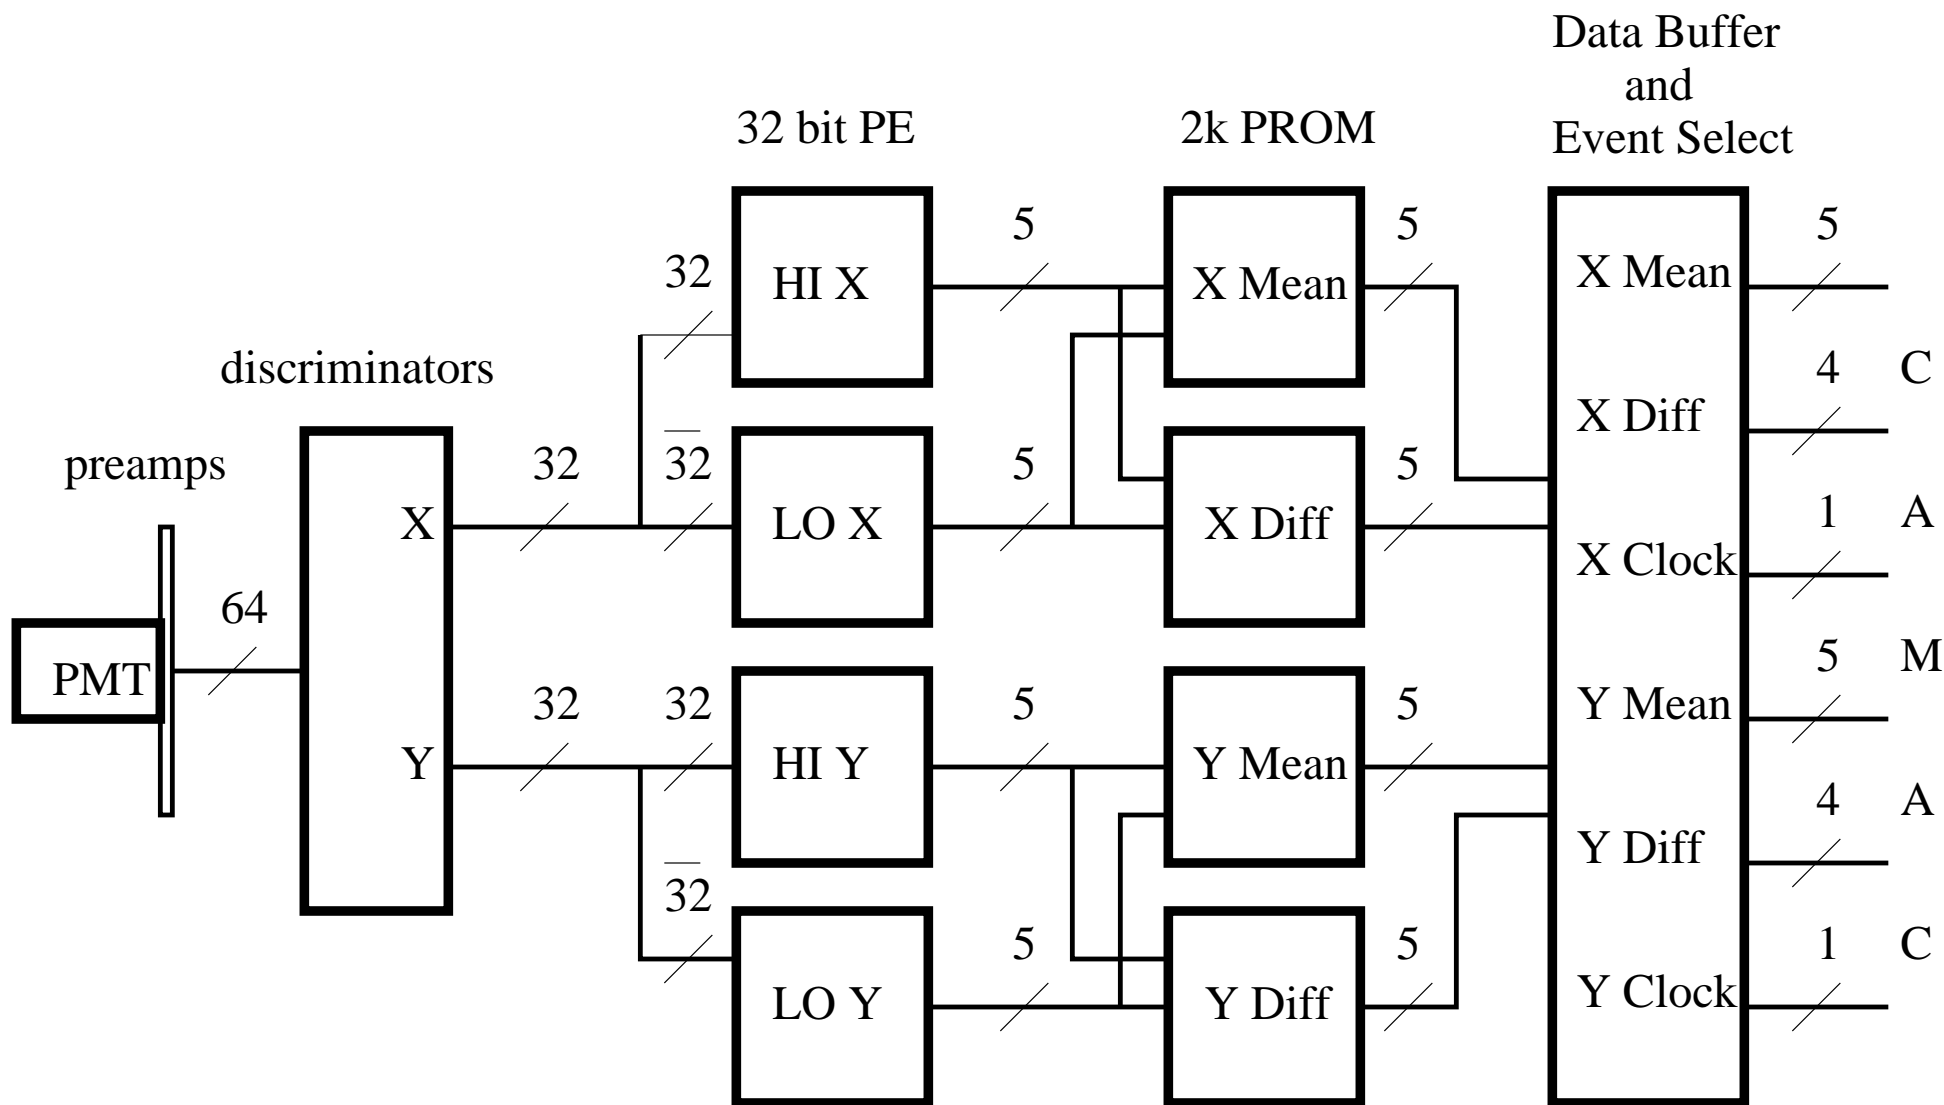 Data Buffer
and
Event Select
32 bit PE
2k PROM
discriminators
preamps
PMT
64
X
Y
32
32
32
32
32
32
HI X
LO X
HI Y
LO Y
5
5
5
5
X Mean
X Diff
Y Mean
Y Diff
5
5
5
5
X Mean
X Diff
X Clock
Y Mean
Y Diff
Y Clock
5
4
1
5
4
1
C
A
M
A
C